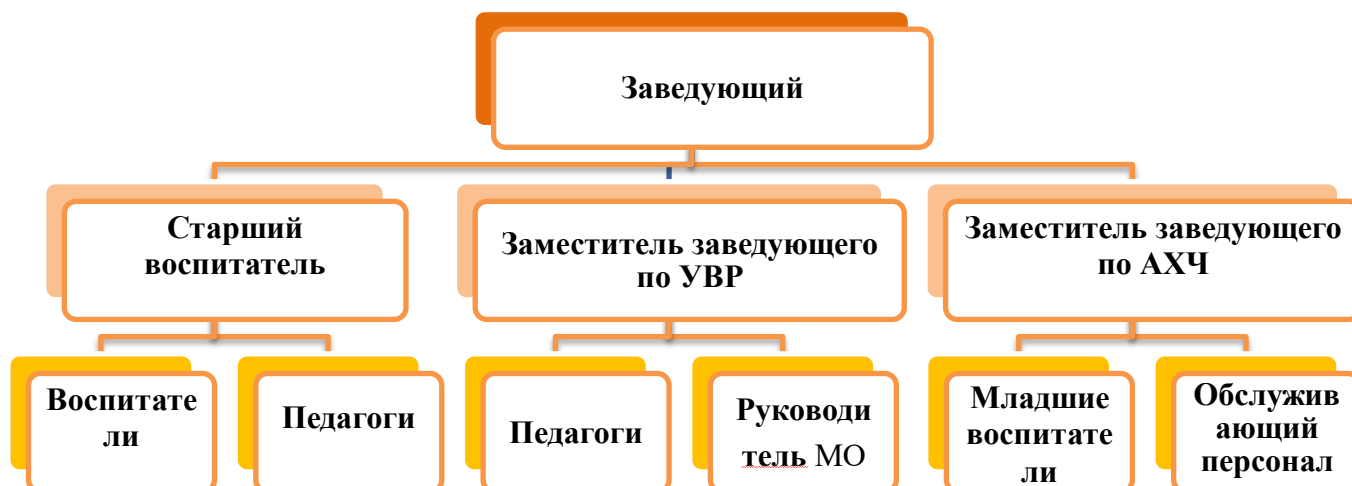 Заведующий
Старший
воспитатель
Заместитель заведующего
по УВР
Заместитель заведующего
по АХЧ
Воспитате
ли
Педагоги
Педагоги
Руководи
тель МО
Младшие
воспитате
ли
Обслужив
ающий
персонал